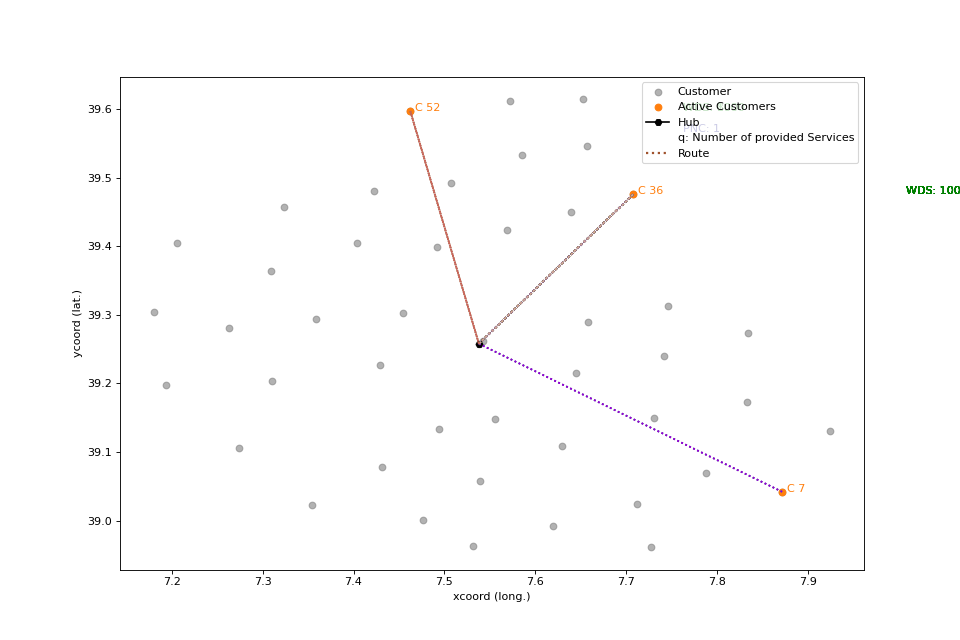 Customer
Active Customers
Hub
PNC: 1
q: Number of provided Services
Route
C 52
C 36
WDS: 100
C 7
39.6
39.5
39.4
39.3
39.2
39.1
39.0
ycoord (lat.)
7.2 7.3 7.4 7.5 7.6 7.7 7.8 7.9
xcoord (long.)